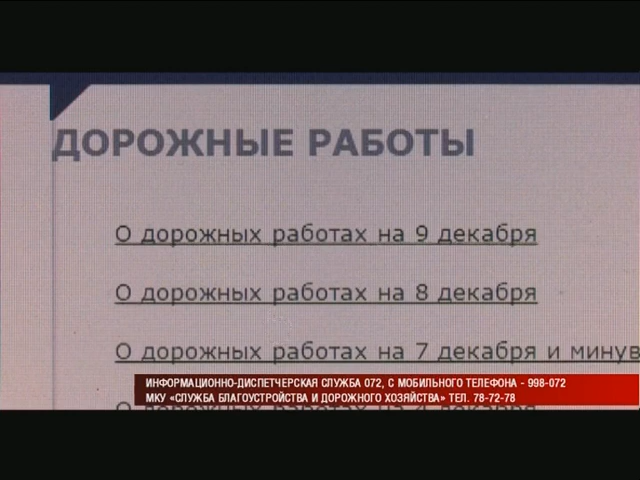 ДОРОЖНЫЕ РАБОТЫ
О дорожных работах на 9 декабря
О дорожных работах на 8 декабря
О дорожных работах на 7 декабря и минув
ИНФОРМАЦИОННО-ДИСПЕТЧЕРСКАЯ СЛУЖБА 072, С МОБИЛЬНОГО ТЕЛЕФОНА - 998-072
МКУ «СЛУЖБА БЛАГОУСТРОЙСТВА И ДОРОЖНОГО ХОЗЯЙСТВА» ТЕЛ. 78-72-78